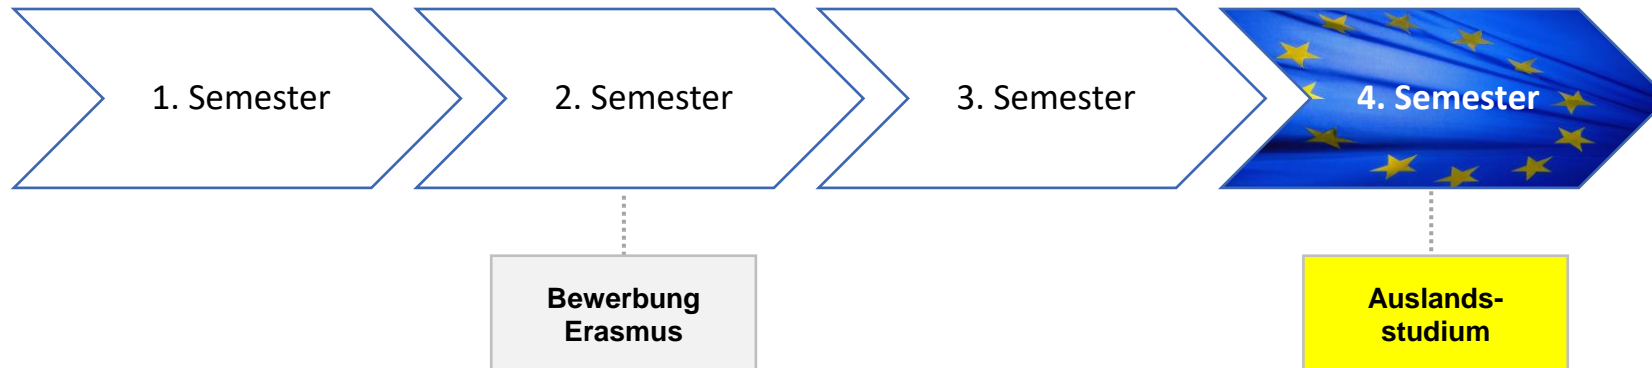 1. Semester
2. Semester
3. Semester
4. Semester
Bewerbung
Erasmus
Auslands-
studium